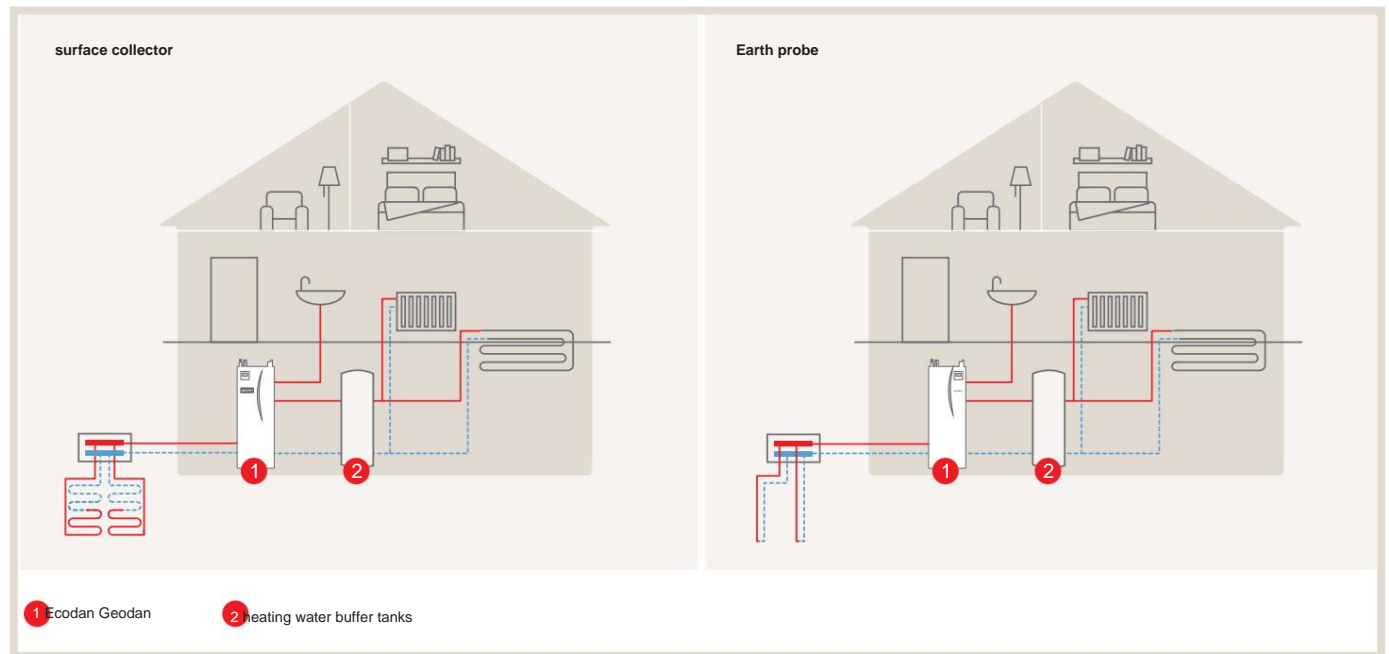 surface collector
Earth probe
1
2
1
2
1 Ecodan Geodan
2 heating water buffer tanks